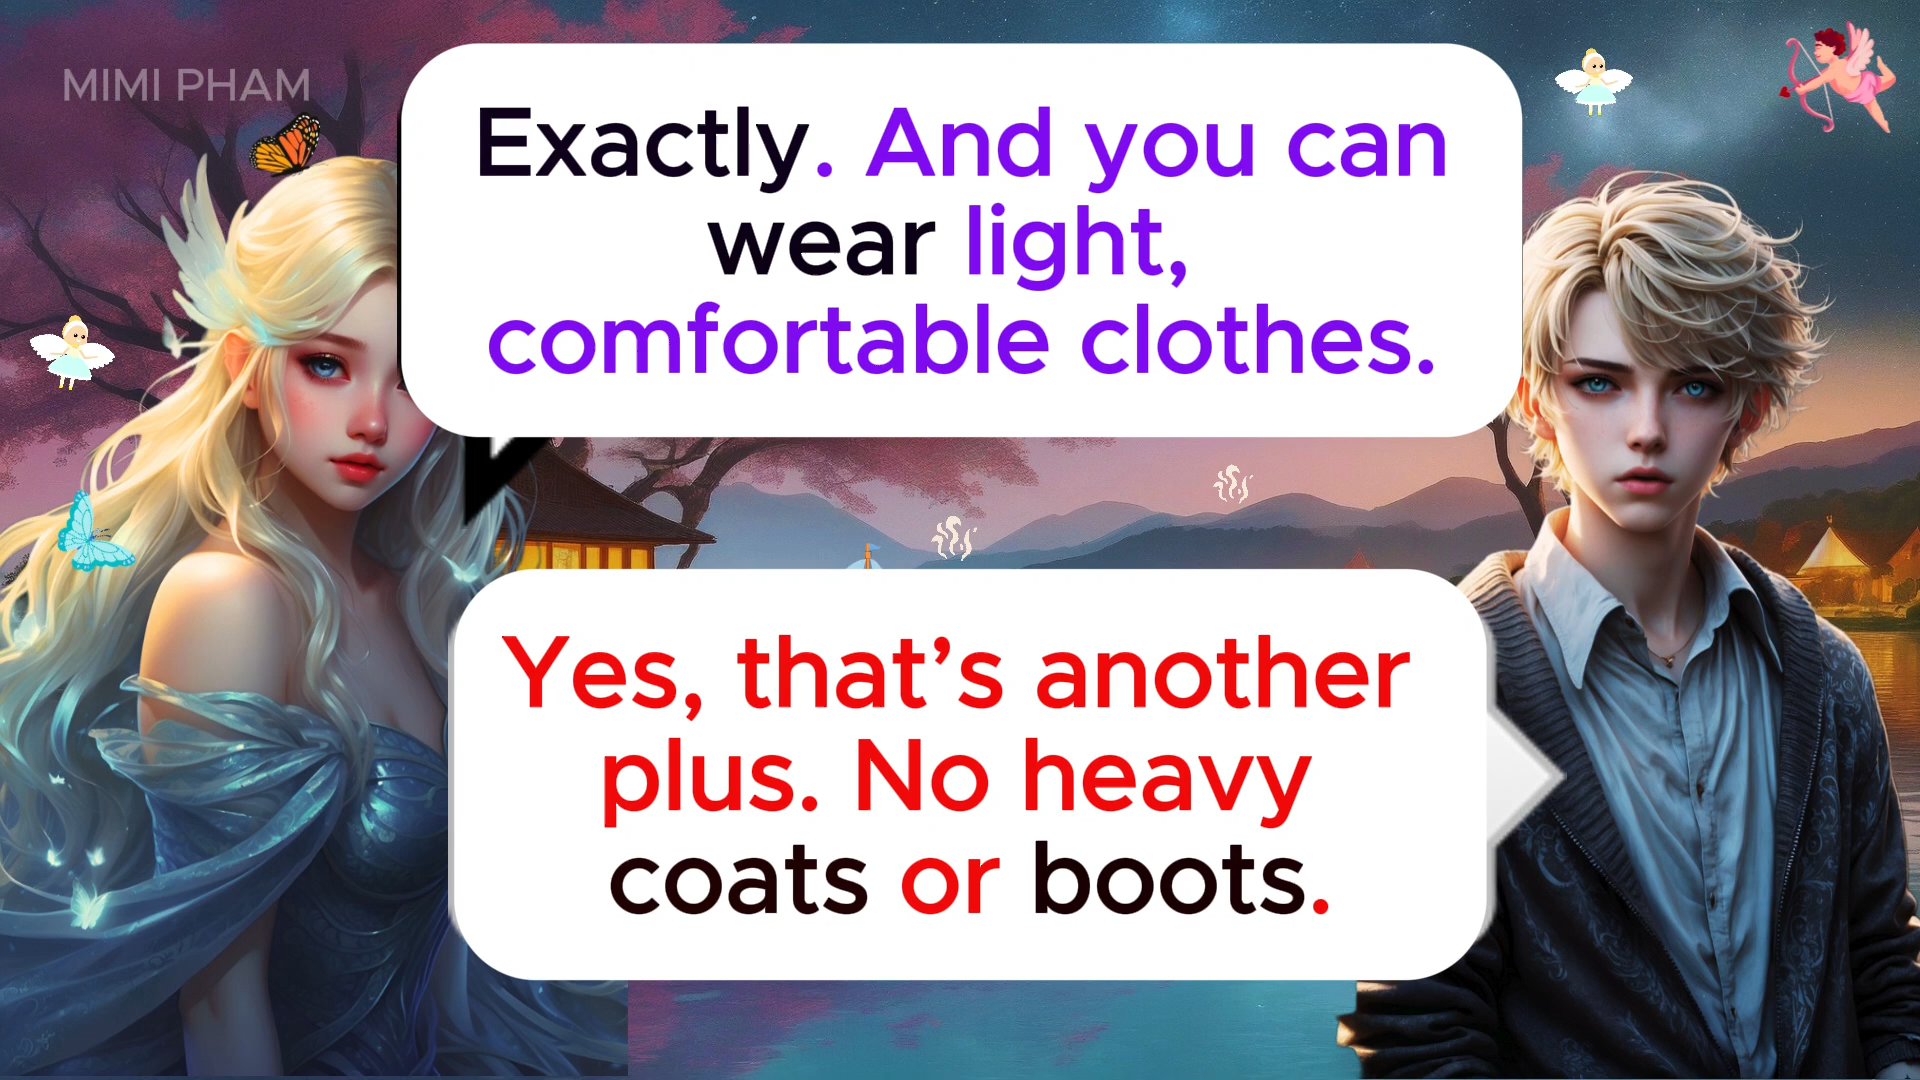 MIMI PHAM
Exactly. And you can
wear light,
comfortable clothes.
Yes, that’s another
plus. No heavy
coats or boots.